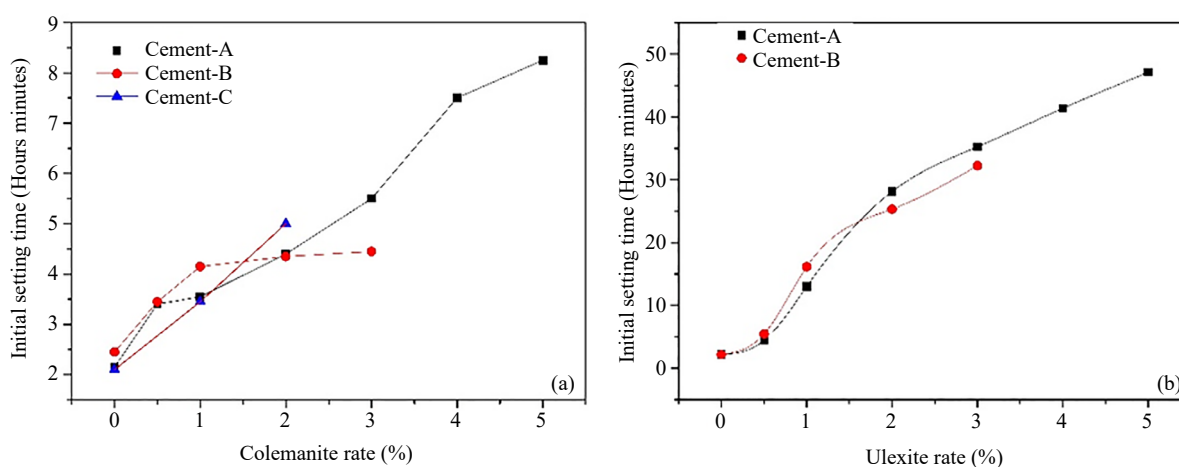 9
8
7
6
5
4
3
2
Initial setting time (Hours minutes)
Cement-A
Cement-B
Cement-C
(a)
0 1 2 3 4 5
Colemanite rate (%)
50
40
30
20
10
0
Initial setting time (Hours minutes)
Cement-A
Cement-B
(b)
0 1 2 3 4 5
Ulexite rate (%)